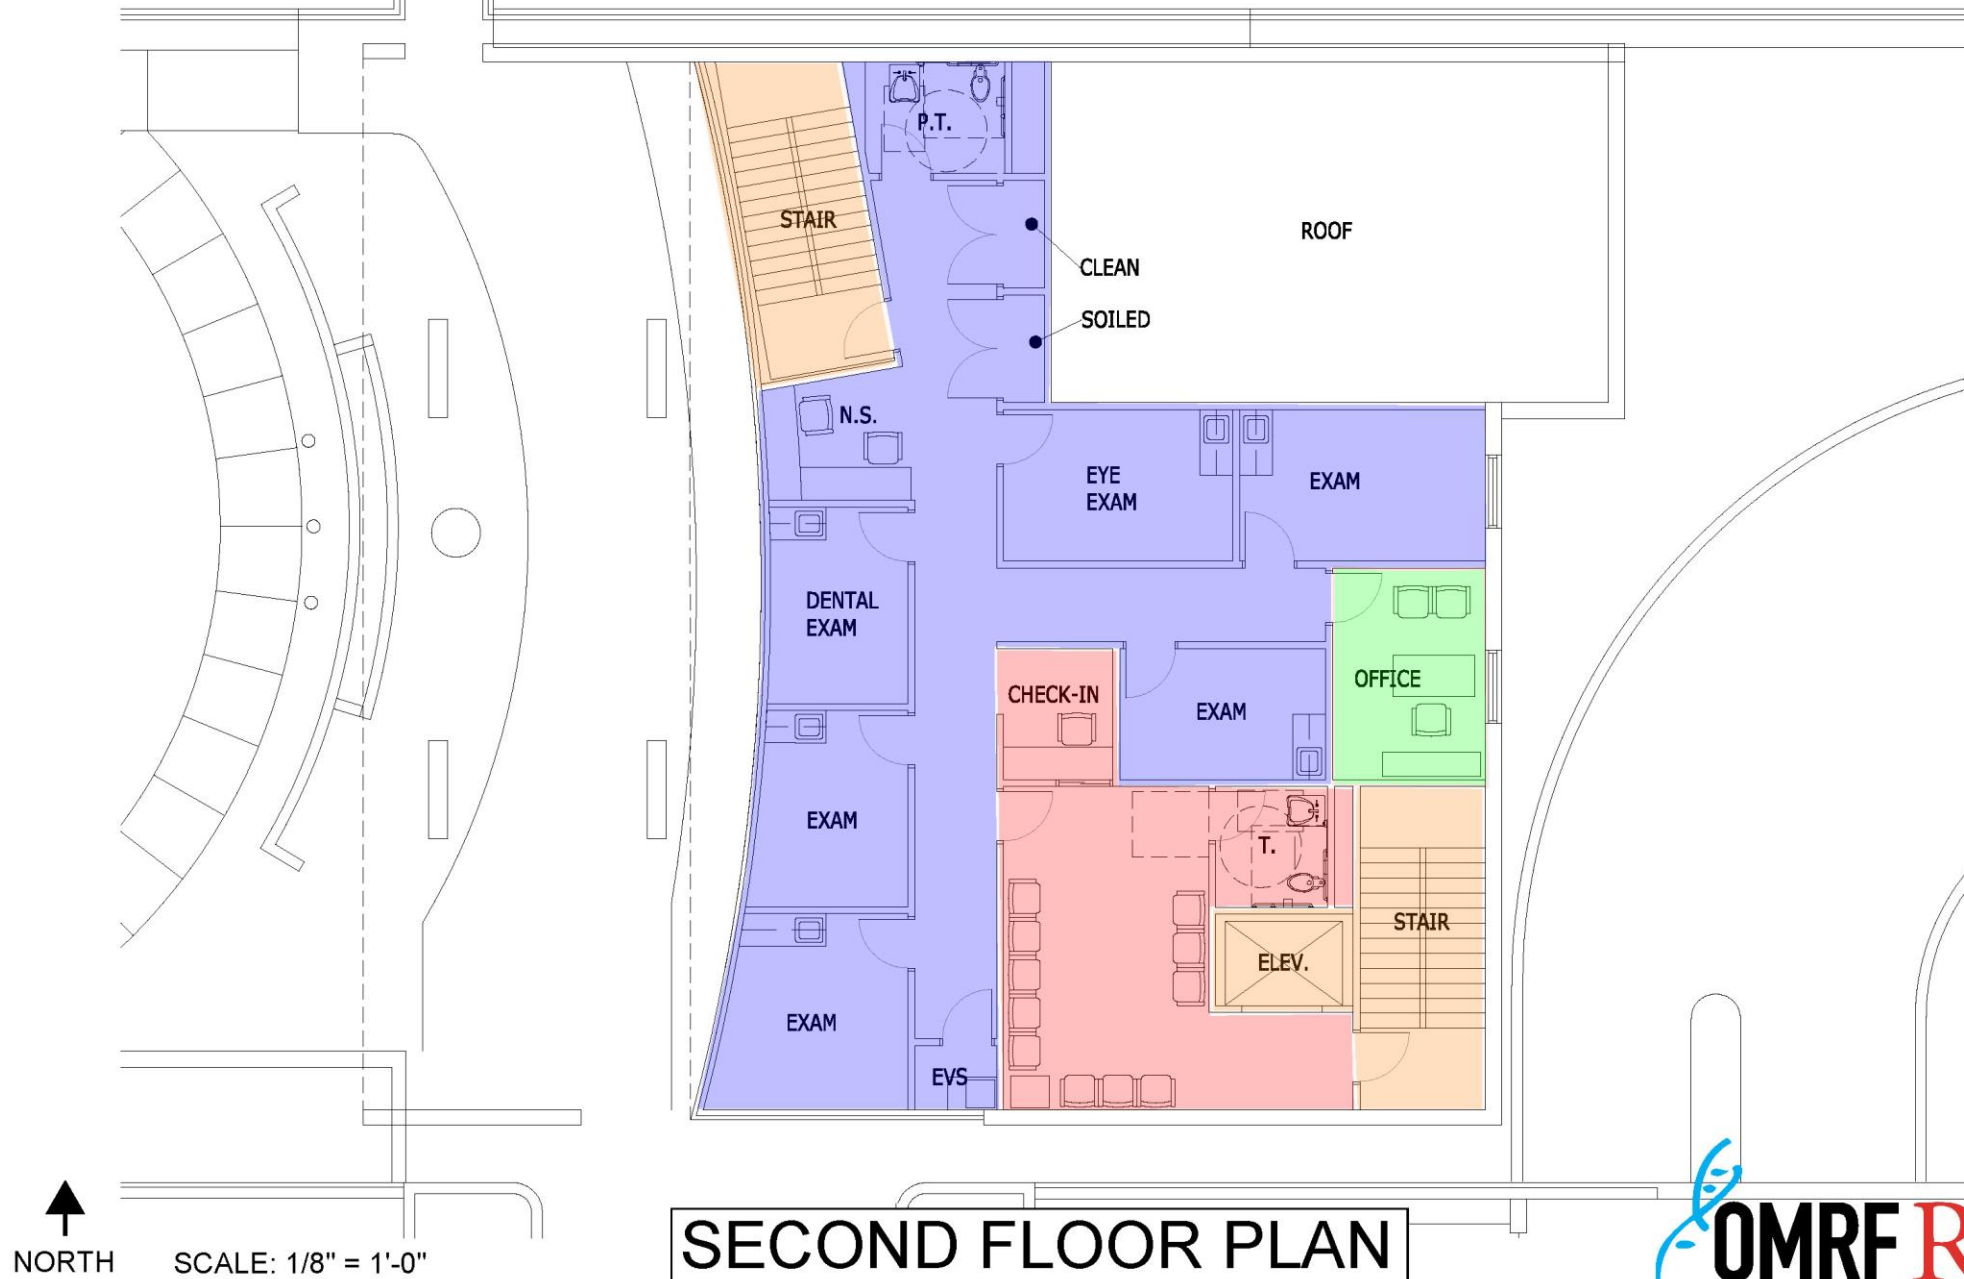 P.T.
STAIR
ROOF
CLEAN
SOILED
N.S.
EYE
EXAM
EXAM
DENTAL
EXAM
CHECK-IN
OFFICE
EXAM
EXAM
T.
STAIR
ELEV.
EXAM
EVS
NORTH
SCALE: 1/8" = 1'-0"
SECOND FLOOR PLAN
OMRF R